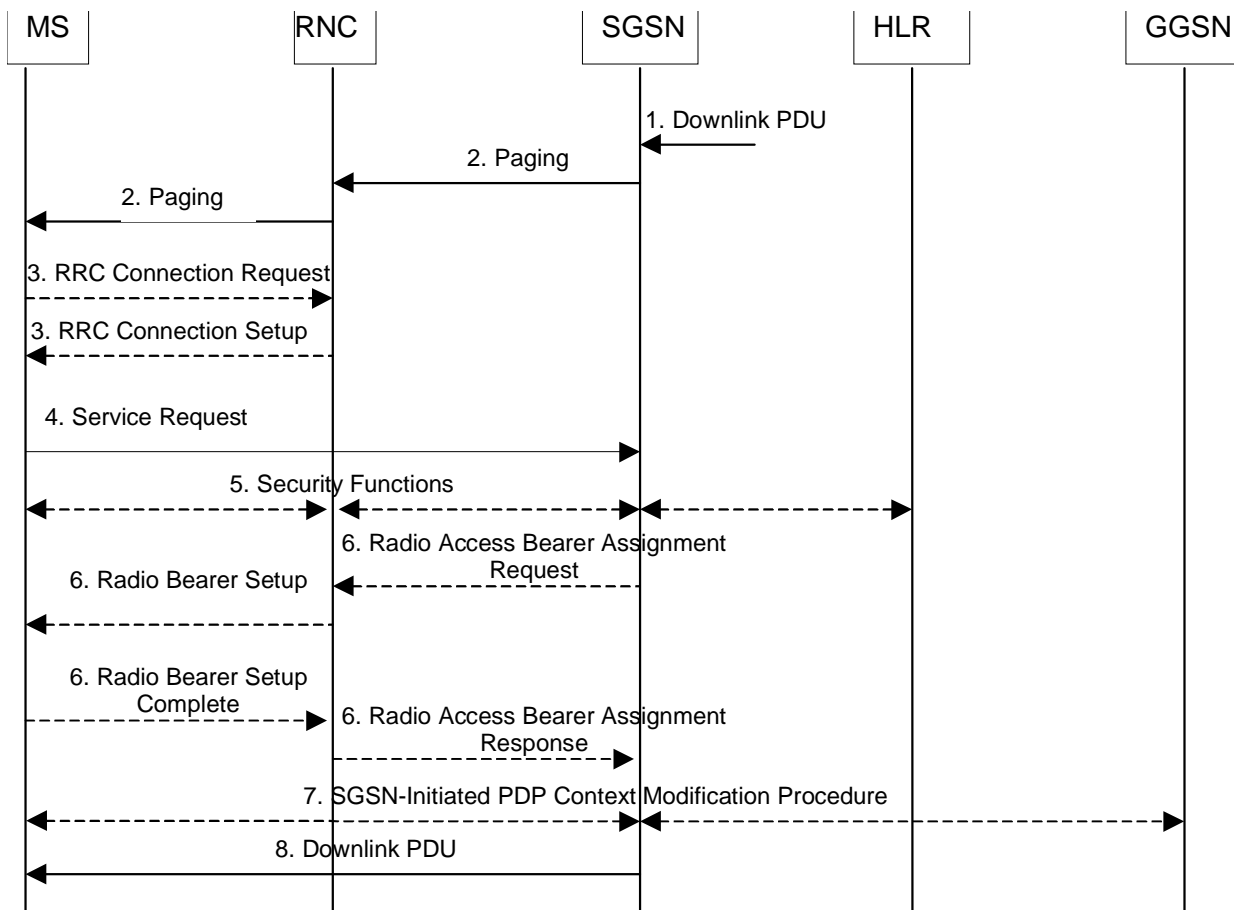 MS
RNC
SGSN
HLR
GGSN
1. Downlink PDU
2. Paging
2. Paging
3. RRC Connection Request
3. RRC Connection Setup
4. Service Request
5. Security Functions
6. Radio Access Bearer Assignment
Request
6. Radio Bearer Setup
6. Radio Bearer Setup
Complete
6. Radio Access Bearer Assignment
Response
7. SGSN-Initiated PDP Context Modification Procedure
8. Downlink PDU